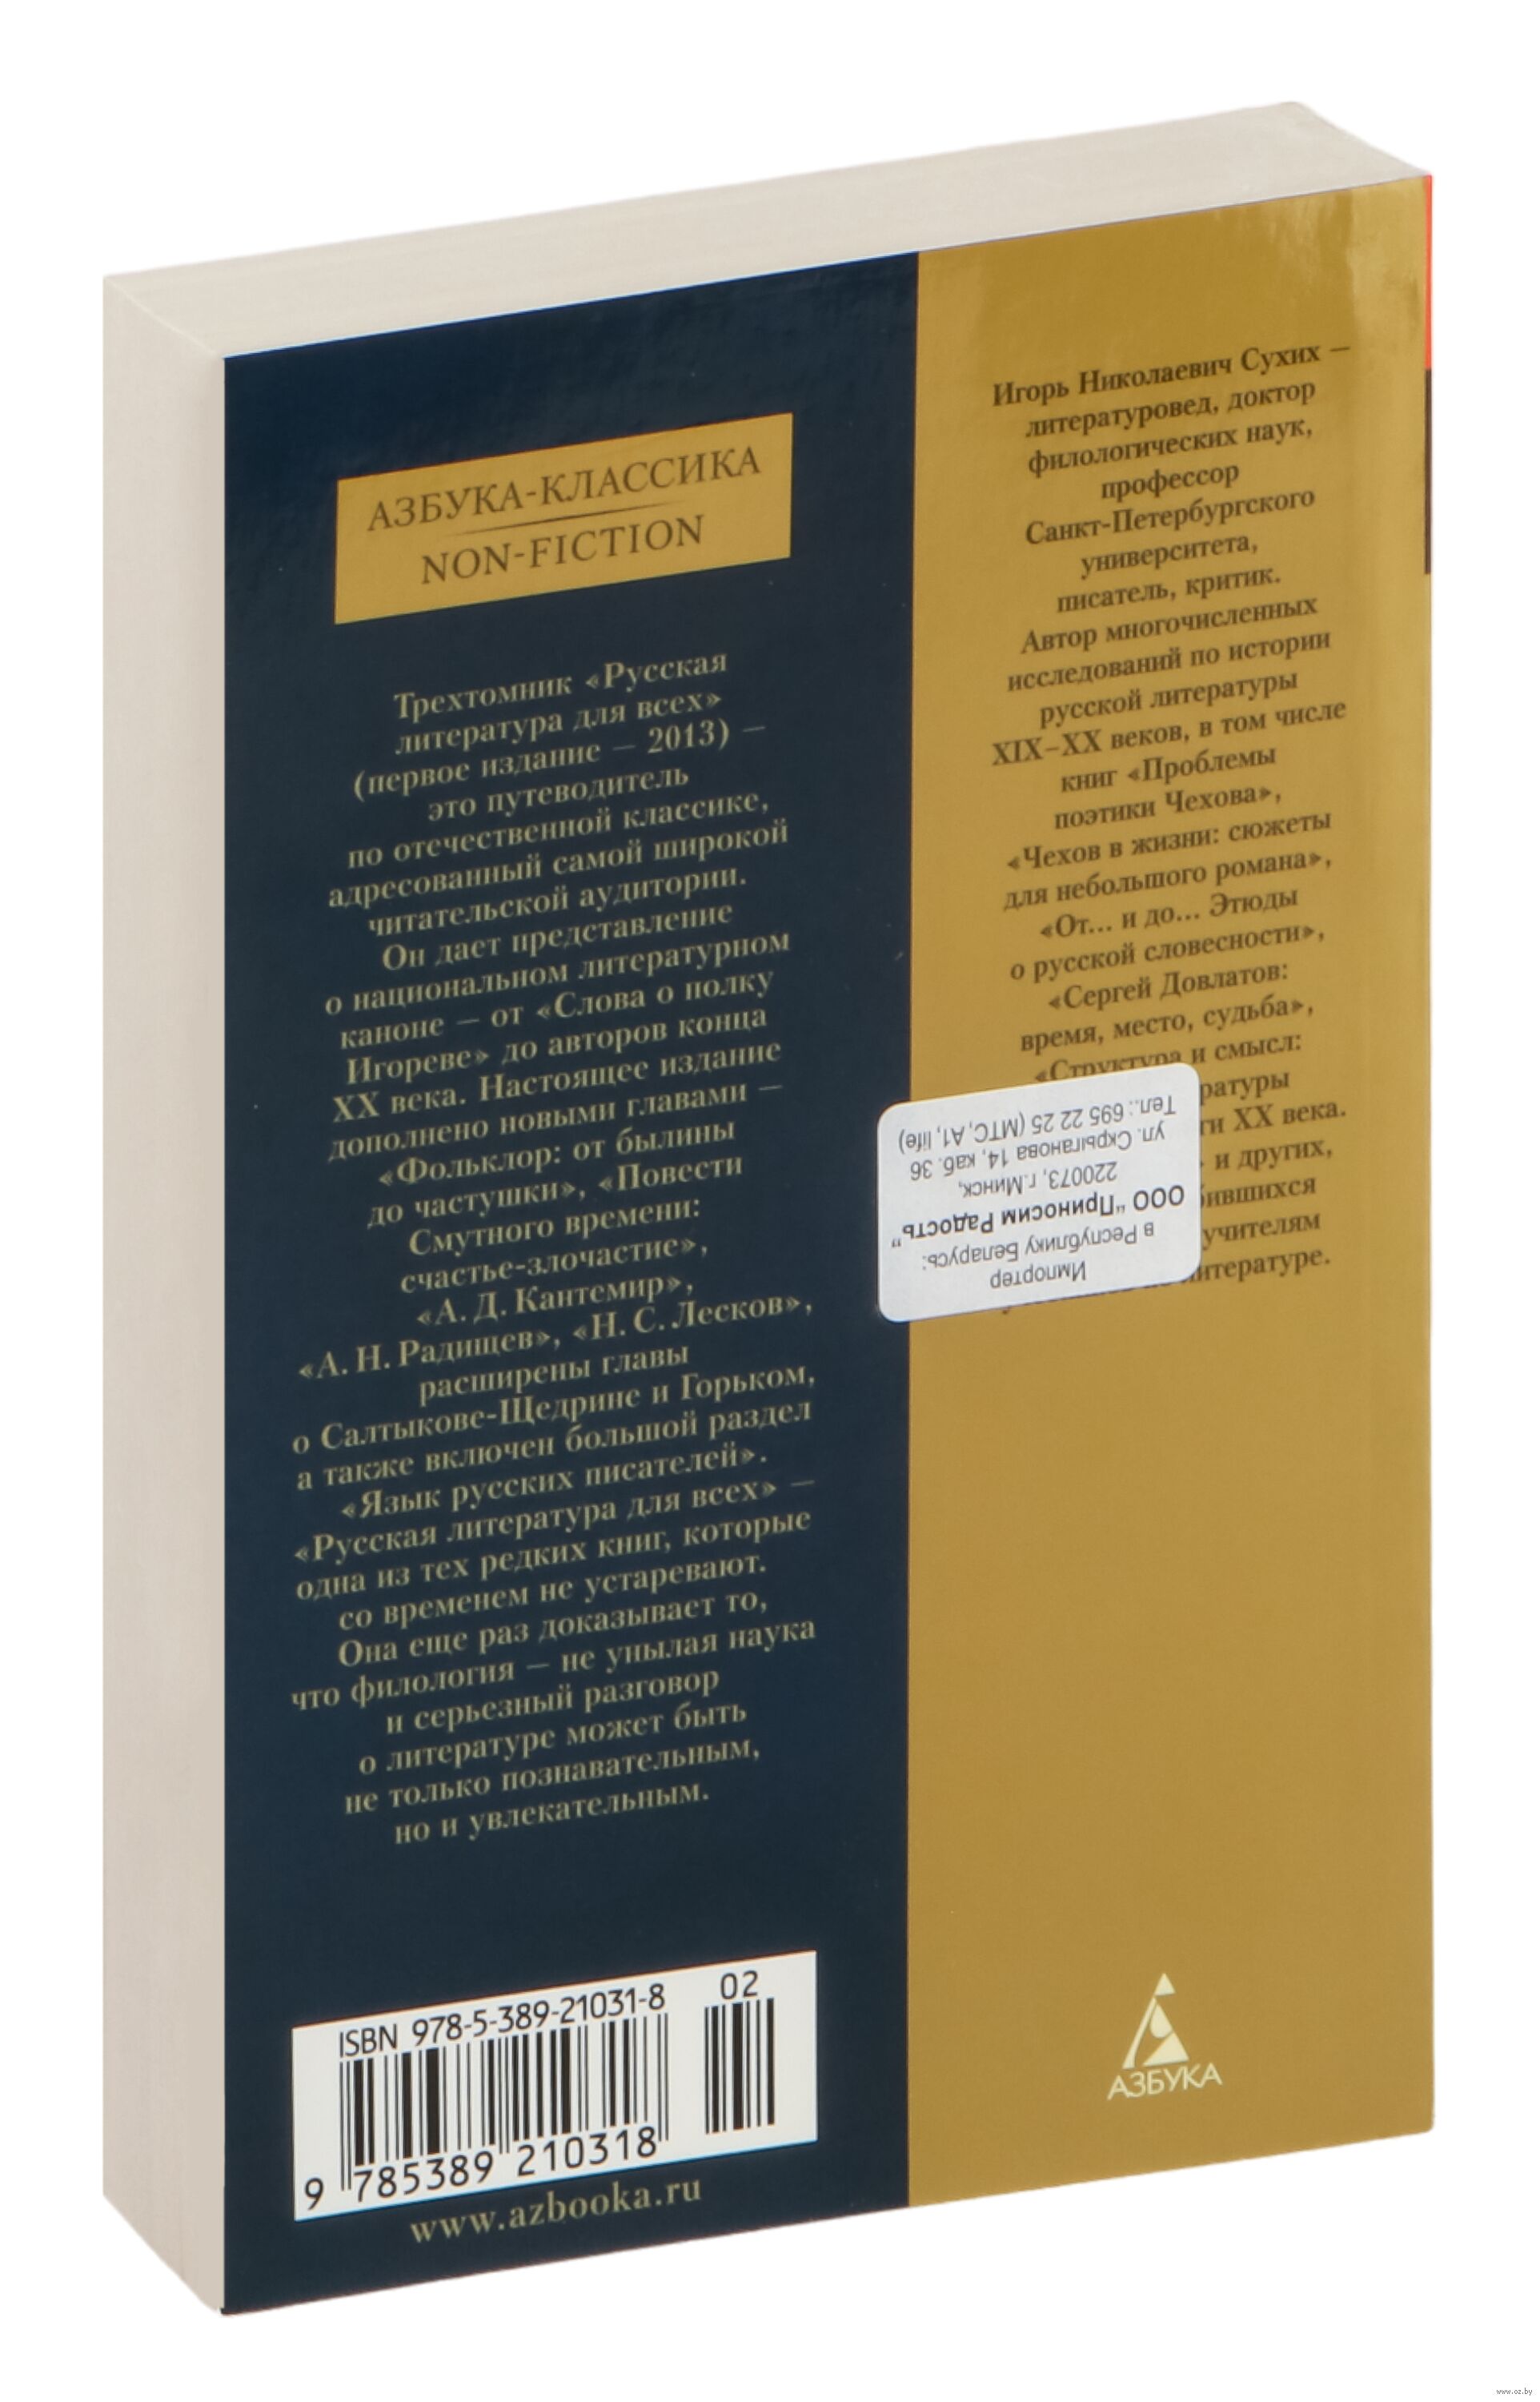 АЗБУКА-КЛАССИКА
NON-FICTION
Трехтомник «Русская
литература для всех»
(первое издание — 2013) —
это путеводитель
по отечественной классике,
адресованный самой широкой
читательской аудитории.
Он дает представление
о национальном литературном
каноне — от «Слова о полку
Игореве» до авторов конца
XX века. Настоящее издание
дополнено новыми главами —
«Фольклор: от былины
до частушки», «Повести
Смутного времени:
счастье-злочастие»,
«А. Д. Кантемир»,
«А. Н. Радищев», «Н. С. Лесков»,
расширены главы
о Салтыкове-Щедрине и Горьком,
а также включен большой раздел
«Язык русских писателей».
«Русская литература для всех» —
одна из тех редких книг, которые
со временем не устаревают.
Она еще раз доказывает то,
что филология — не унылая наука
и серьезный разговор
о литературе может быть
не только познавательным,
но и увлекательным.
ISBN 978-5-389-21031-8
02
9 785389 210318
www.azbooka.ru
Игорь Николаевич Сухих —
литературовед, доктор
филологических наук,
профессор
Санкт-Петербургского
университета,
писатель, критик.
Автор многочисленных
исследований по истории
русской литературы
XIX–XX веков, в том числе
книг «Проблемы
поэтики Чехова»,
«Чехов в жизни: сюжеты
для небольшого романа»,
«От... и до... Этюды
о русской словесности»,
«Сергей Довлатов:
время, место, судьба»,
«Структура и смысл:
XX века.
и других,
учителям
Импортер
в Республику Беларусь:
ООО “Приносим Радость”
220073, г.Минск,
ул. Скрыганова 14, каб. 36
Тел.: 695 22 25 (МТС, А1, life)
АЗБУКА
www.oz.by